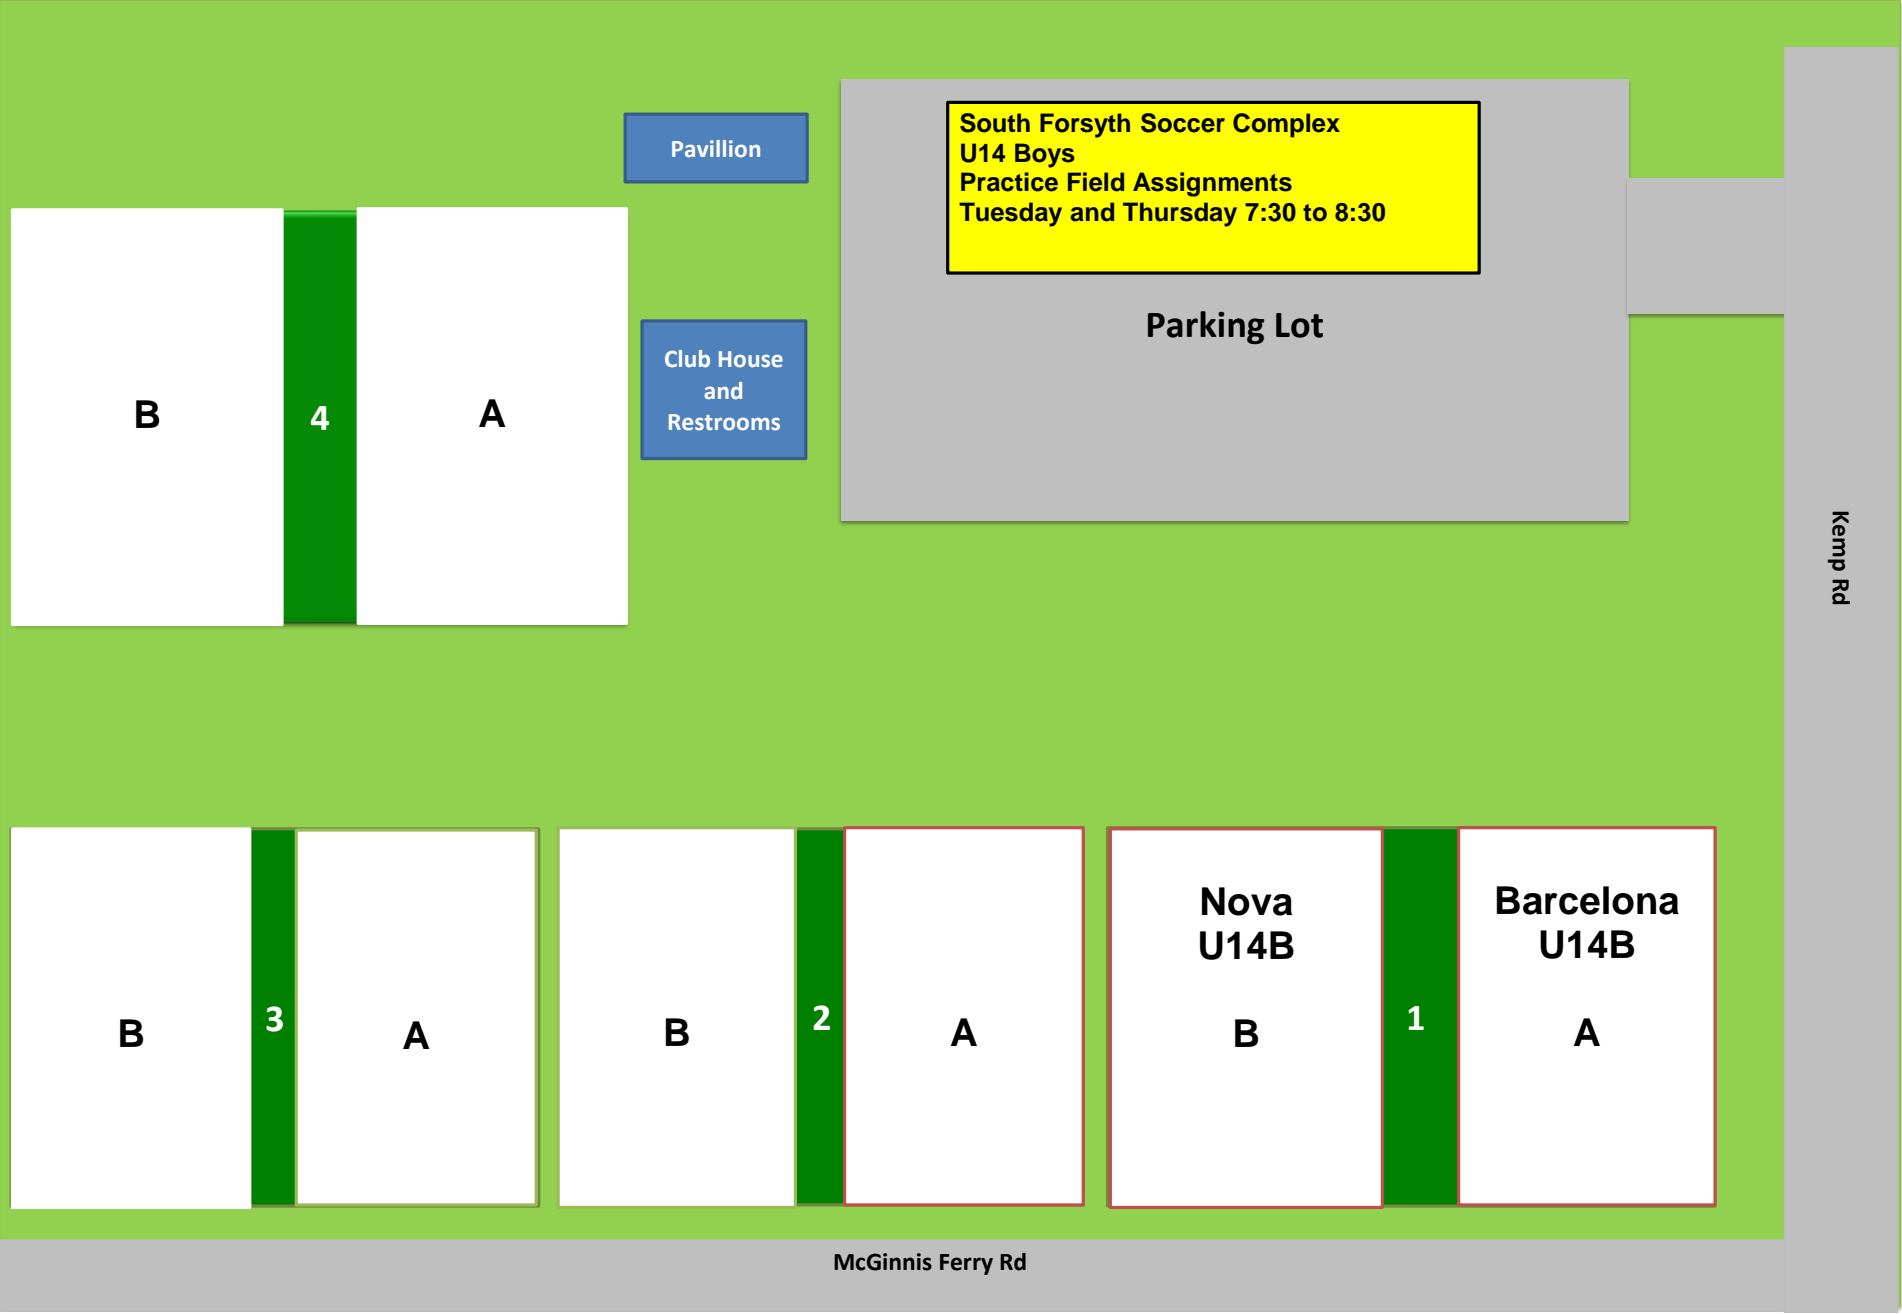 Pavillion
South Forsyth Soccer Complex
U14 Boys
Practice Field Assignments
Tuesday and Thursday 7:30 to 8:30
Parking Lot
Club House
and
Restrooms
B
4
A
Kemp Rd
B
3
A
B
2
A
Nova
U14B
B
1
Barcelona
U14B
A
McGinnis Ferry Rd